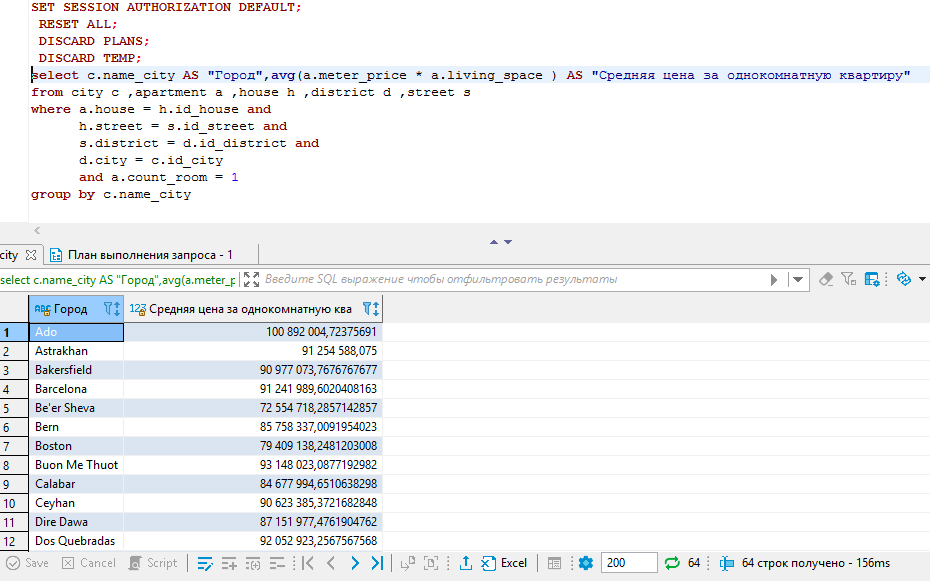 SET SESSION AUTHORIZATION DEFAULT;
RESET ALL;
DISCARD PLANS;
DISCARD TEMP;
select c.name_city AS "Город",avg(a.meter_price * a.living_space ) AS "Средняя цена за однокомнатную квартиру"
from city c ,apartment a ,house h ,district d ,street s
where a.house = h.id_house and
h.street = s.id_street and
s.district = d.id_district and
d.city = c.id_city
and a.count_room = 1
group by c.name_city
city План выполнения запроса - 1
select c.name_city AS "Город",avg(a.meter_p Введите SQL выражение чтобы отфильтровать результаты
ABC Город 123 Средняя цена за однокомнатную ква
1 Ado 100 892 004,72375691
2 Astrakhan 91 254 588,075
3 Bakersfield 90 977 073,7676767677
4 Barcelona 91 241 989,6020408163
5 Be'er Sheva 72 554 718,2857142857
6 Bern 85 758 337,0091954023
7 Boston 79 409 138,2481203008
8 Buon Me Thuot 93 148 023,0877192982
9 Calabar 84 677 994,6510638298
10 Ceyhan 90 623 385,3721682848
11 Dire Dawa 87 151 977,4761904762
12 Dos Quebradas 92 052 923,2567567568
Save Cancel Script Excel 200 64 64 строк получено - 156ms